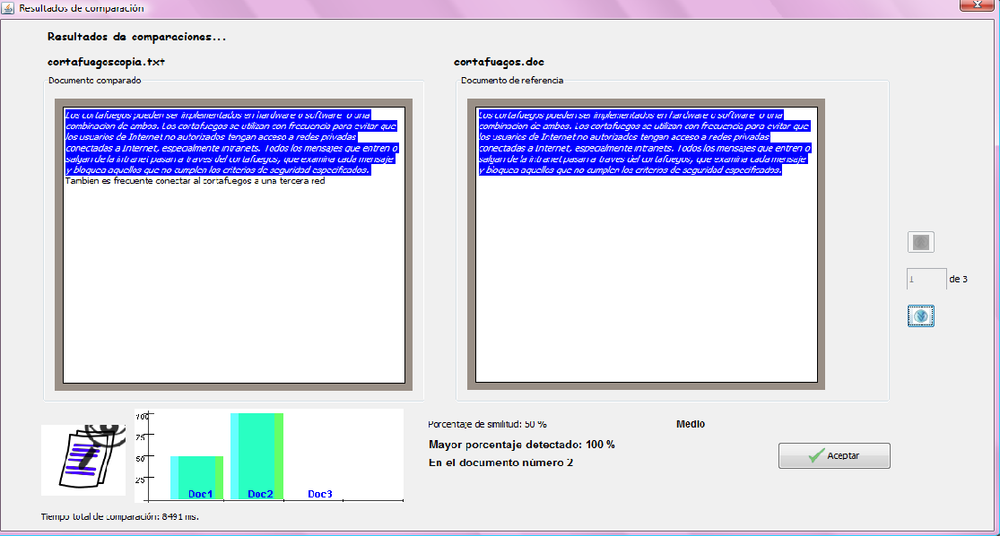 Resultados de comparación
Resultados de comparaciones...
cortafuegoscopia.txt
cortafuegos.doc
Documento comparado
Documento de referencia
Los cortafuegos pueden ser implementados en hardware o software o una
combinación de ambos. Los cortafuegos se utilizan con frecuencia para evitar que
los usuarios de Internet no autorizados tengan acceso a redes privadas
conectadas a Internet, especialmente intranets. Todos los mensajes que entren o
salgan de la intranet pasan a través del cortafuegos, que examina cada mensaje
y bloquea aquellos que no cumplen los criterios de seguridad especificados.
Tambien es frecuente conectar al cortafuegos a una tercera red
Los cortafuegos pueden ser implementados en hardware o software o una
combinación de ambos. Los cortafuegos se utilizan con frecuencia para evitar que
los usuarios de Internet no autorizados tengan acceso a redes privadas
conectadas a Internet, especialmente intranets. Todos los mensajes que entren o
salgan de la intranet pasan a través del cortafuegos, que examina cada mensaje
y bloquea aquellos que no cumplen los criterios de seguridad especificados.
1 de 3
100
75
50
25
Doc1 Doc2 Doc3
Porcentaje de similitud: 50 %
Medio
Mayor porcentaje detectado: 100 %
En el documento número 2
Aceptar
Tiempo total de comparación: 8491 ms.